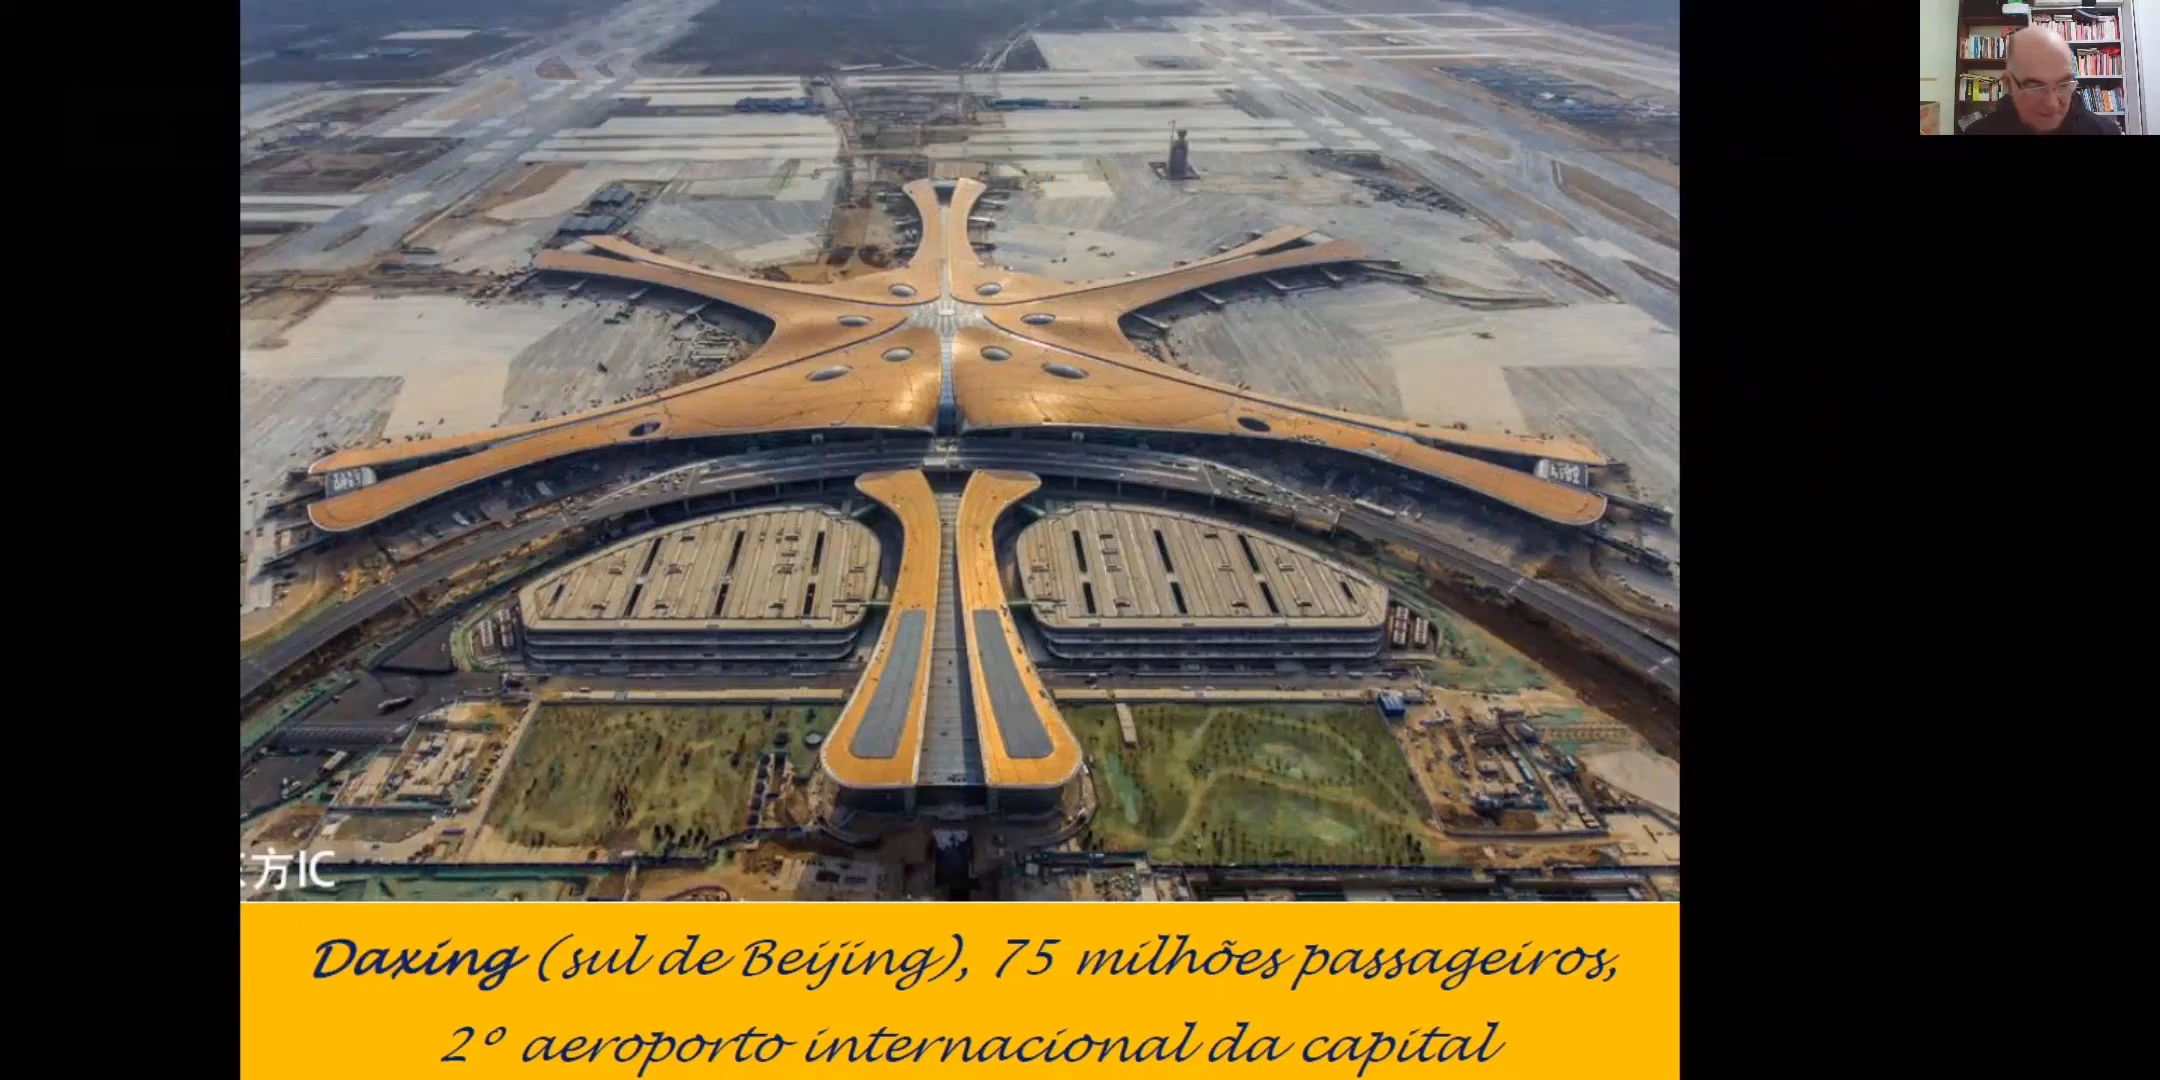 方IC
Daxing (sul de Beijing), 75 milhões passageiros,
2º aeroporto internacional da capital